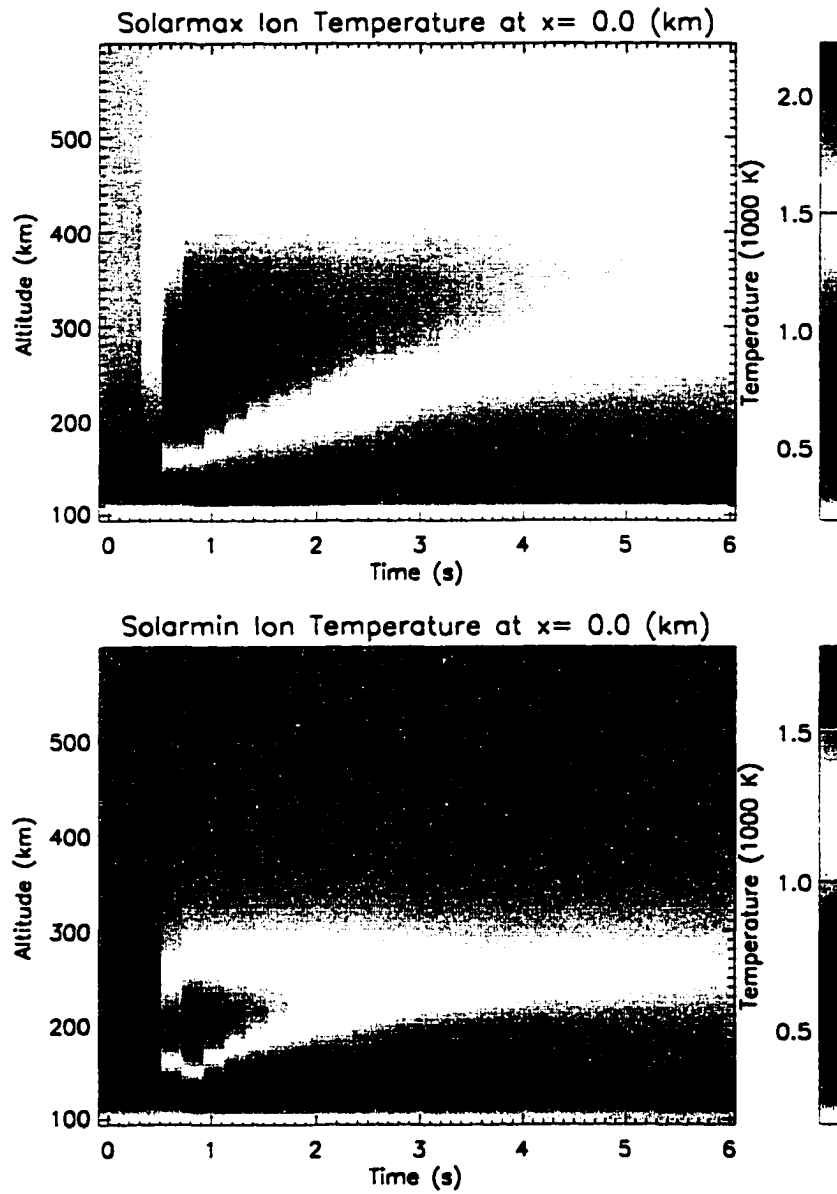 Solarmax Ion Temperature at x= 0.0 (km)
Altitude (km)
500
400
300
200
100
0 1 2 3 4 5 6
Time (s)
Temperature (1000 K)
2.0
1.5
1.0
0.5
Solarmin Ion Temperature at x= 0.0 (km)
Altitude (km)
500
400
300
200
100
0 1 2 3 4 5 6
Time (s)
Temperature (1000 K)
1.5
1.0
0.5